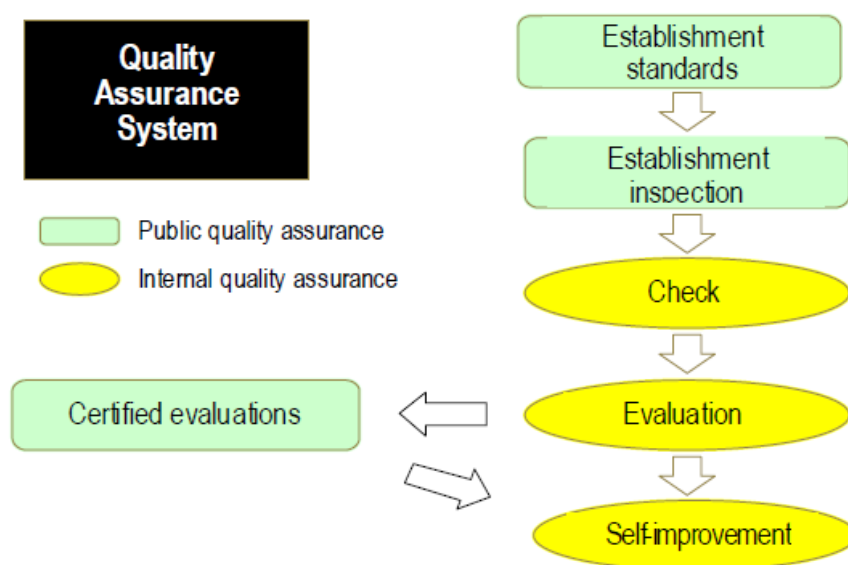 Quality
Assurance
System
Establishment
standards
Establishment
inspection
Public quality assurance
Internal quality assurance
Check
Certified evaluations
Evaluation
Self-improvement